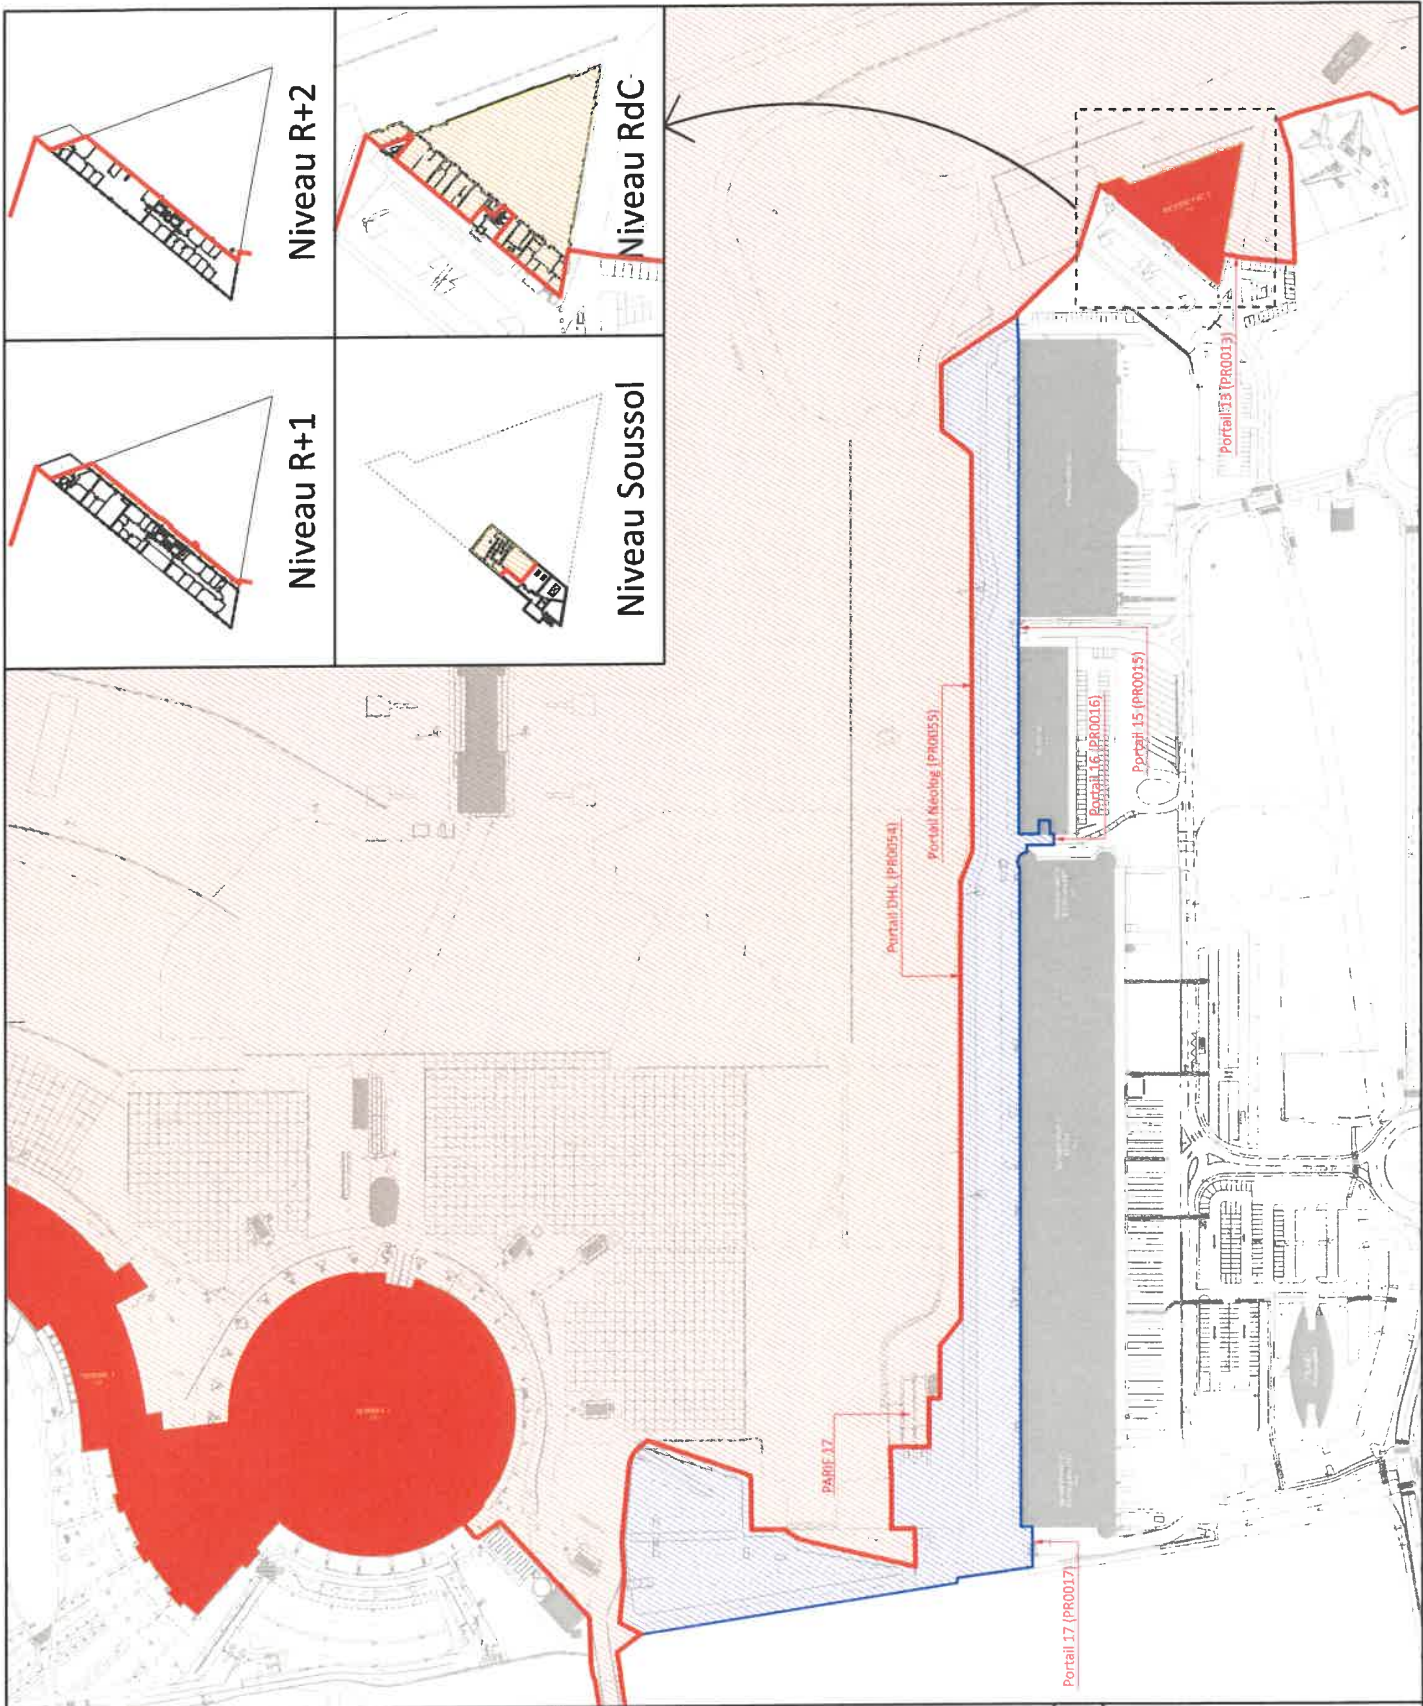 Niveau R+1
Niveau R+2
Niveau Soussol
Niveau RdC
PARIF 17
Portail DHL (PR0054)
Portail Néolog (PR0055)
Portail 17 (PR0017)
Portail 16 (PR0016)
Portail 15 (PR0015)
Portail 13 (PR0013)